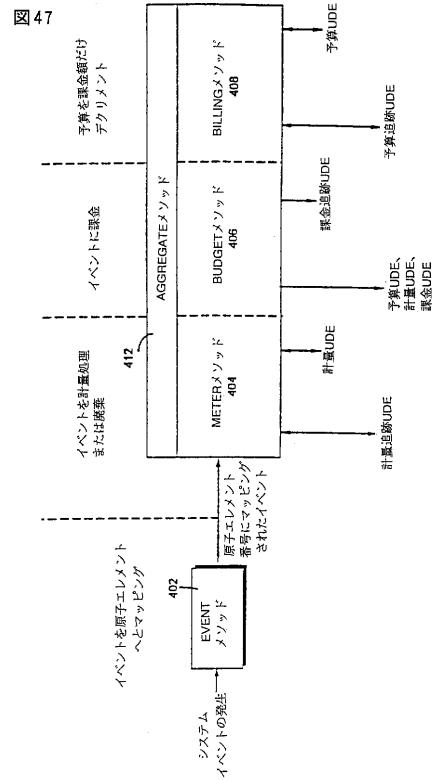 図47
システム
イベントの発生
イベントを原子エレメント
へとマッピング
402
EVENT
メソッド
原子エレメント
番号にマッピング
されたイベント
イベントを計量処理
または廃棄
イベントに課金
予算を課金額だけ
デクリメント
412
AGGREGATEメソッド
METERメソッド
404
BUDGETメソッド
406
BILLINGメソッド
408
計量追跡UDE
計量UDE
予算UDE、
計量UDE、
課金UDE
課金追跡UDE
予算追跡UDE
予算UDE